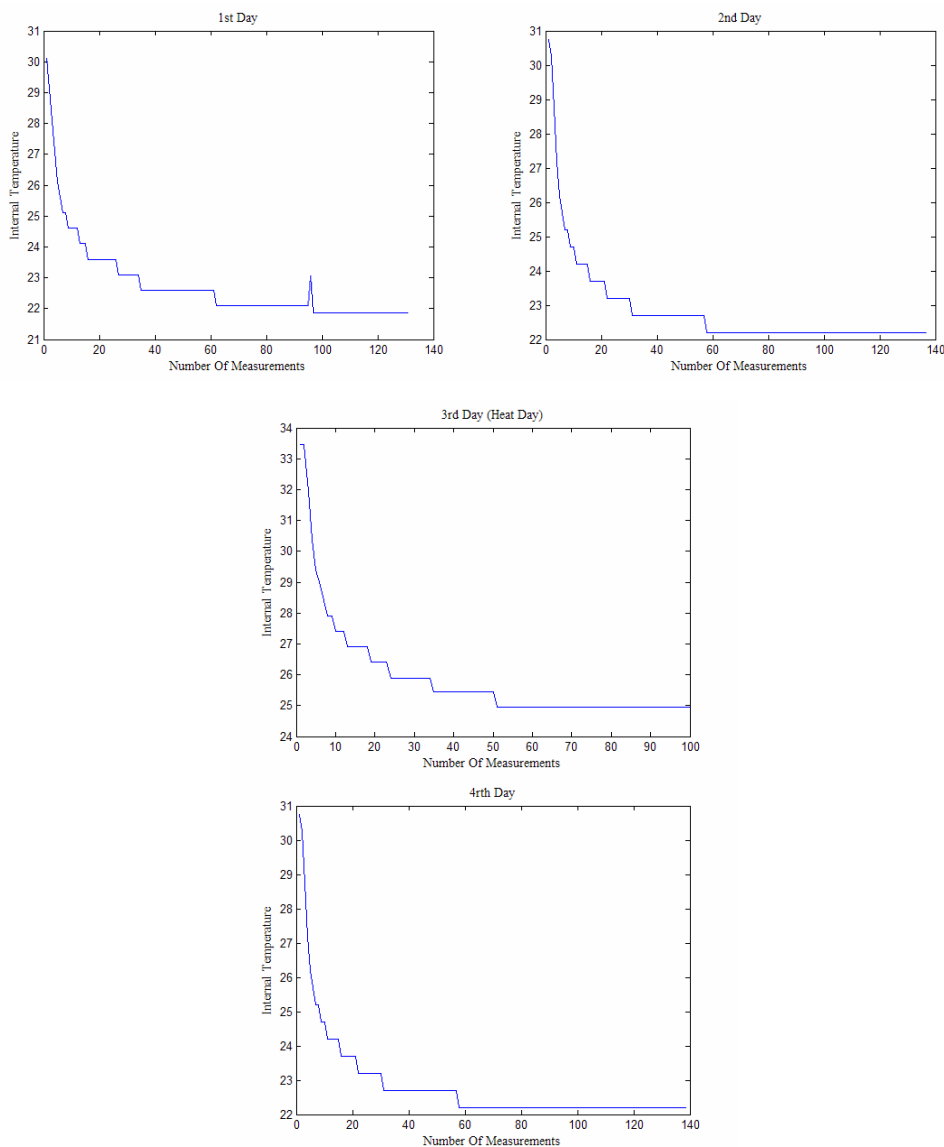 1st Day
31
30
29
28
27
26
25
24
23
22
21
0 20 40 60 80 100 120 140
Internal Temperature
Number Of Measurements
2nd Day
31
30
29
28
27
26
25
24
23
22
0 20 40 60 80 100 120 140
Internal Temperature
Number Of Measurements
3rd Day (Heat Day)
34
33
32
31
30
29
28
27
26
25
24
0 10 20 30 40 50 60 70 80 90 100
Internal Temperature
Number Of Measurements
4rth Day
31
30
29
28
27
26
25
24
23
22
0 20 40 60 80 100 120 140
Internal Temperature
Number Of Measurements